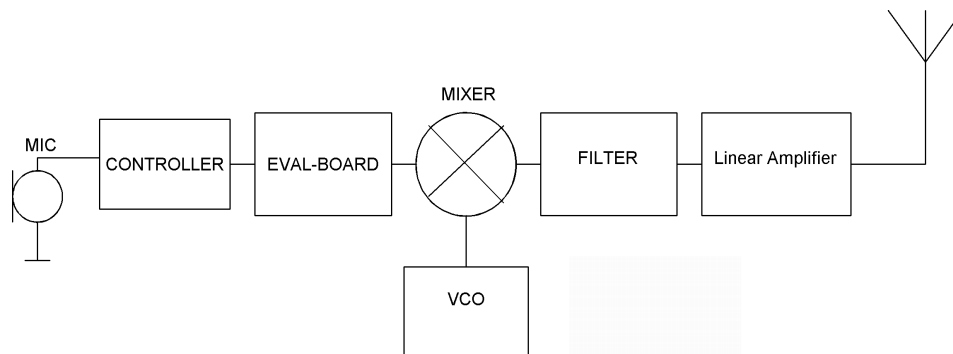 MIXER
MIC
CONTROLLER
EVAL-BOARD
FILTER
Linear Amplifier
VCO